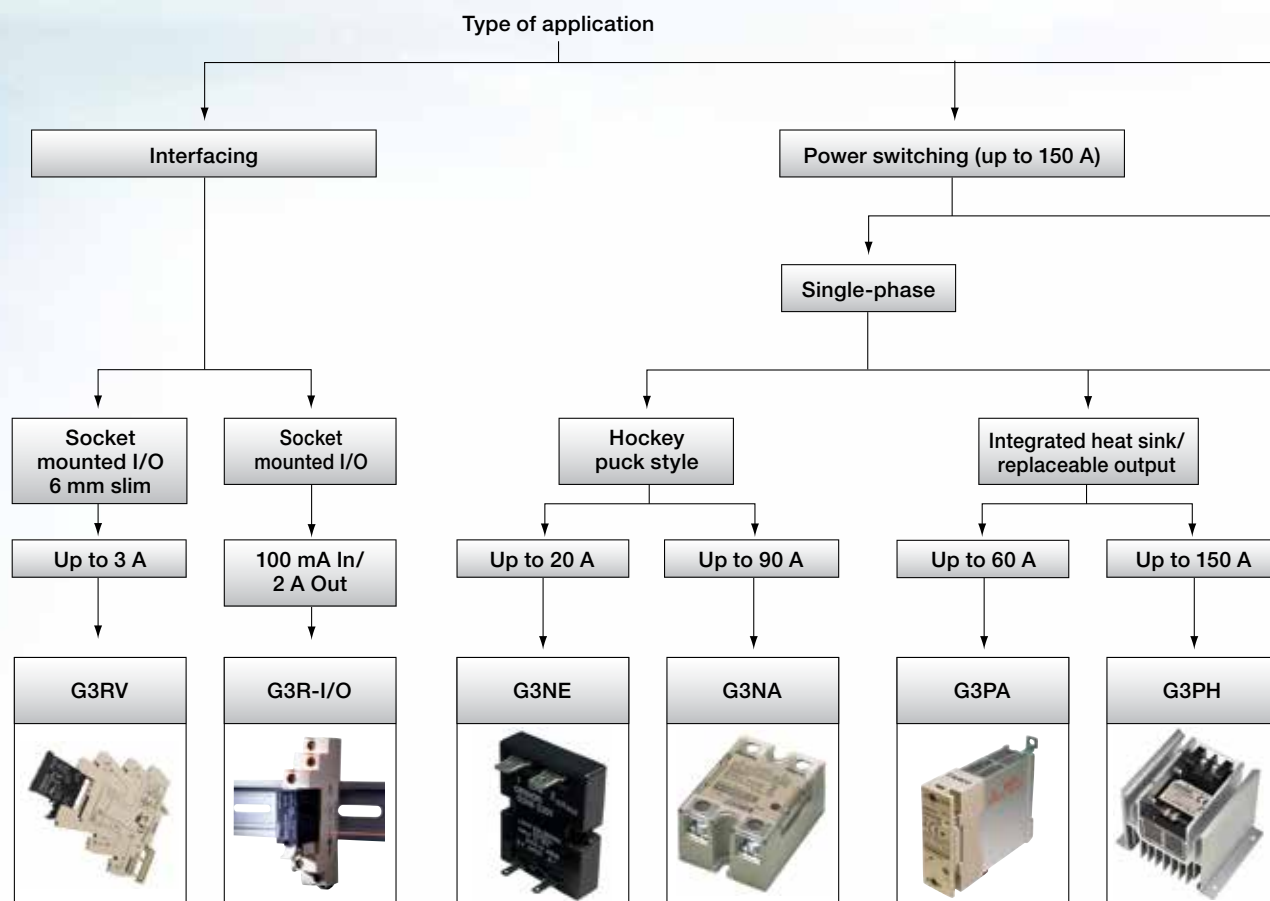 Type of application
Interfacing
Power switching (up to 150 A)
Single-phase
Socket
mounted I/O
6 mm slim
Socket
mounted I/O
Hockey
puck style
Integrated heat sink/
replaceable output
Up to 3 A
100 mA In/
2 A Out
Up to 20 A
Up to 90 A
Up to 60 A
Up to 150 A
G3RV
G3R-I/O
G3NE
G3NA
G3PA
G3PH